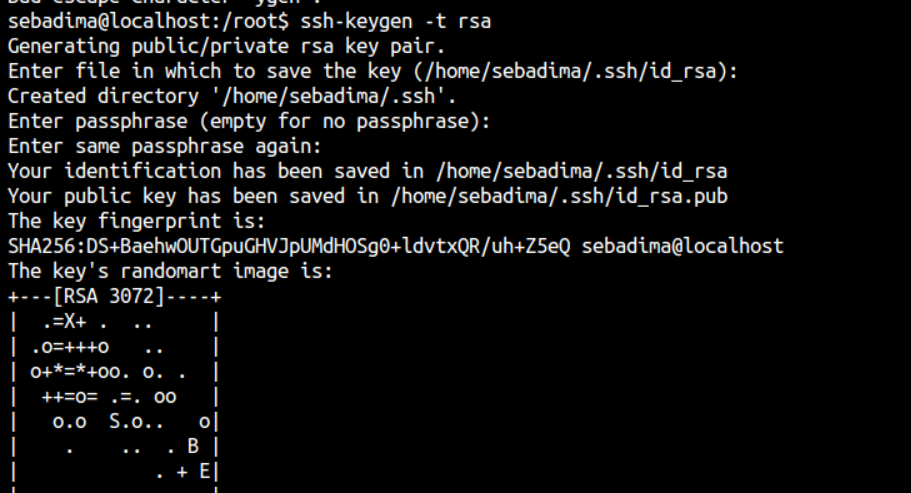 sebadima@localhost:/root$ ssh-keygen -t rsa
Generating public/private rsa key pair.
Enter file in which to save the key (/home/sebadima/.ssh/id_rsa):
Created directory '/home/sebadima/.ssh'.
Enter passphrase (empty for no passphrase):
Enter same passphrase again:
Your identification has been saved in /home/sebadima/.ssh/id_rsa
Your public key has been saved in /home/sebadima/.ssh/id_rsa.pub
The key fingerprint is:
SHA256:DS+BaehwOUTGpuGHVJpUMdHOSg0+ldvtxQR/uh+Z5eQ sebadima@localhost
The key's randomart image is:
+---[RSA 3072]----+
|  .=X+ .  ..     |
| .o=+++o   ..    |
| o+*=*+oo. o. .  |
|  ++=o= .=. oo   |
|   o.o  S.o..   o|
|    .    ..  . B |
|            . + E|